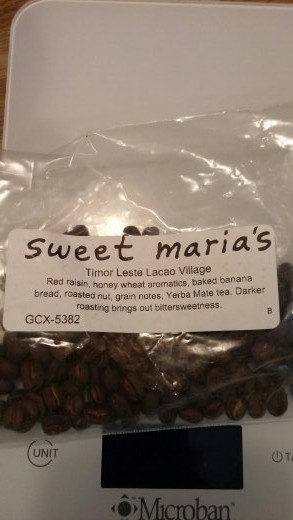 sweet maria's
Timor Leste Lacao Village
Red raisin, honey wheat aromatics, baked banana
bread, roasted nut, grain notes, Yerba Mate tea. Darker
roasting brings out bittersweetness.
GCX-5382
B
UNIT
Microban®